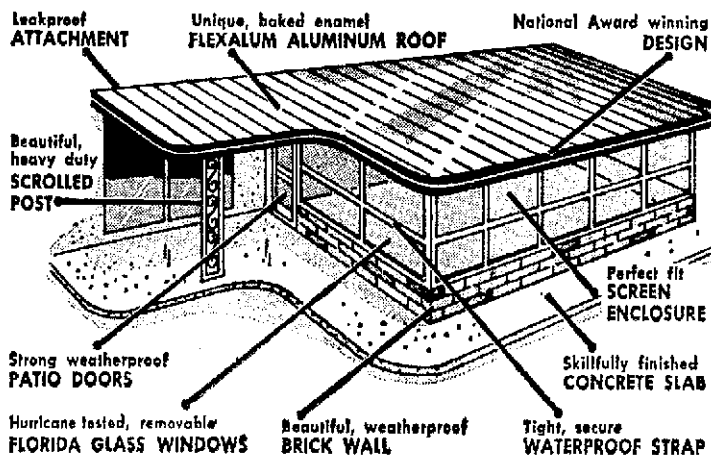 Leakproof
ATTACHMENT
Unique, baked enamel
FLEXALUM ALUMINUM ROOF
National Award winning
DESIGN
Beautiful,
heavy duty
SCROLLED
POST
Perfect fit
SCREEN
ENCLOSURE
Strong weatherproof
PATIO DOORS
Skillfully finished
CONCRETE SLAB
Hurricane tested, removable
FLORIDA GLASS WINDOWS
Beautiful, weatherproof
BRICK WALL
Tight, secure
WATERPROOF STRAP